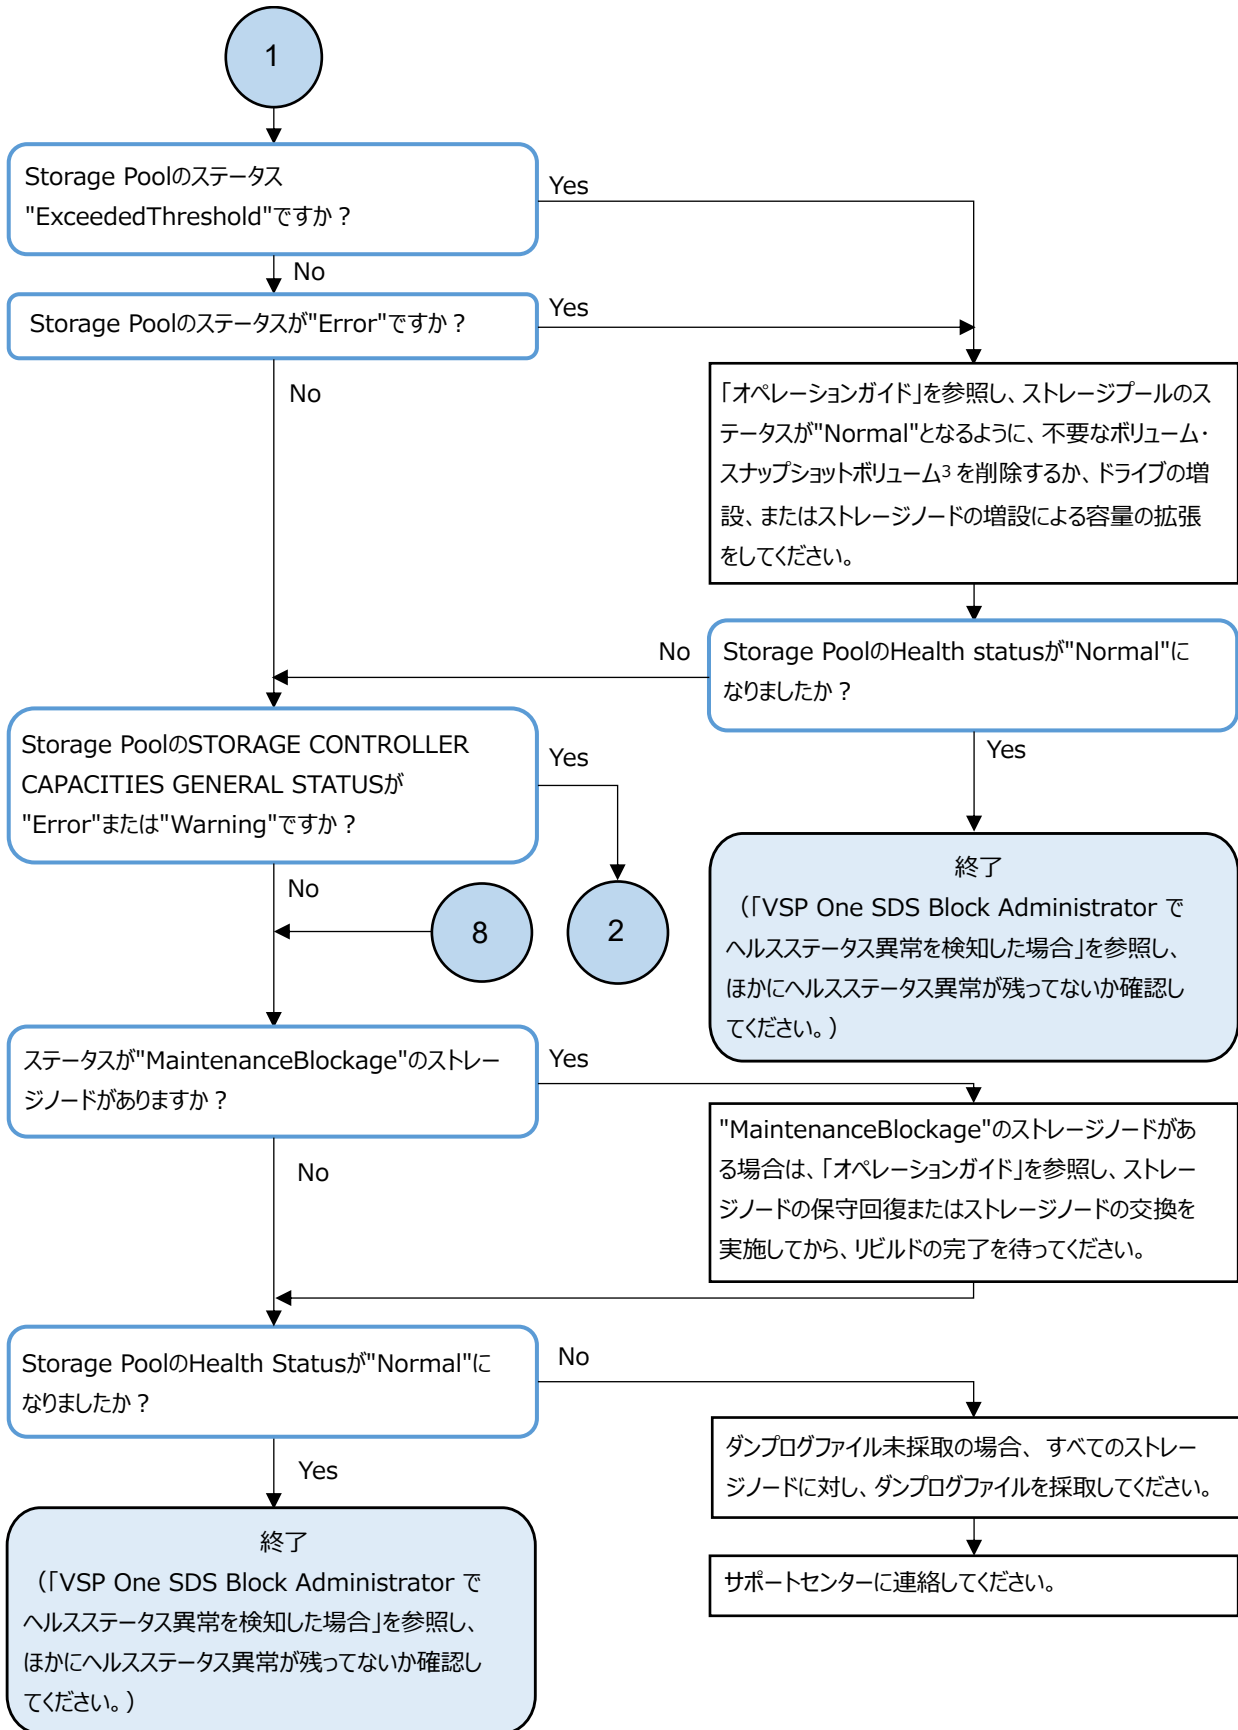 1
Storage Poolのステータス
"ExceededThreshold"ですか？
Yes
No
Storage Poolのステータスが"Error"ですか？
Yes
No
「オペレーションガイド」を参照し、ストレージプールのス
テータスが"Normal"となるように、不要なボリューム・
スナップショットボリューム3 を削除するか、ドライブの増
設、またはストレージノードの増設による容量の拡張
をしてください。
Storage PoolのHealth statusが"Normal"に
なりましたか？
No
Yes
Storage PoolのSTORAGE CONTROLLER
CAPACITIES GENERAL STATUSが
"Error"または"Warning"ですか？
Yes
No
8
2
終了
（「VSP One SDS Block Administrator で
ヘルスステータス異常を検知した場合」を参照し、
ほかにヘルスステータス異常が残ってないか確認し
てください。）
ステータスが"MaintenanceBlockage"のストレー
ジノードがありますか？
Yes
No
"MaintenanceBlockage"のストレージノードがあ
る場合は、「オペレーションガイド」を参照し、ストレー
ジノードの保守回復またはストレージノードの交換を
実施してから、リビルドの完了を待ってください。
Storage PoolのHealth Statusが"Normal"に
なりましたか？
No
Yes
ダンプログファイル未採取の場合、すべてのストレー
ジノードに対し、ダンプログファイルを採取してください。
サポートセンターに連絡してください。
終了
（「VSP One SDS Block Administrator で
ヘルスステータス異常を検知した場合」を参照し、
ほかにヘルスステータス異常が残ってないか確認し
てください。）